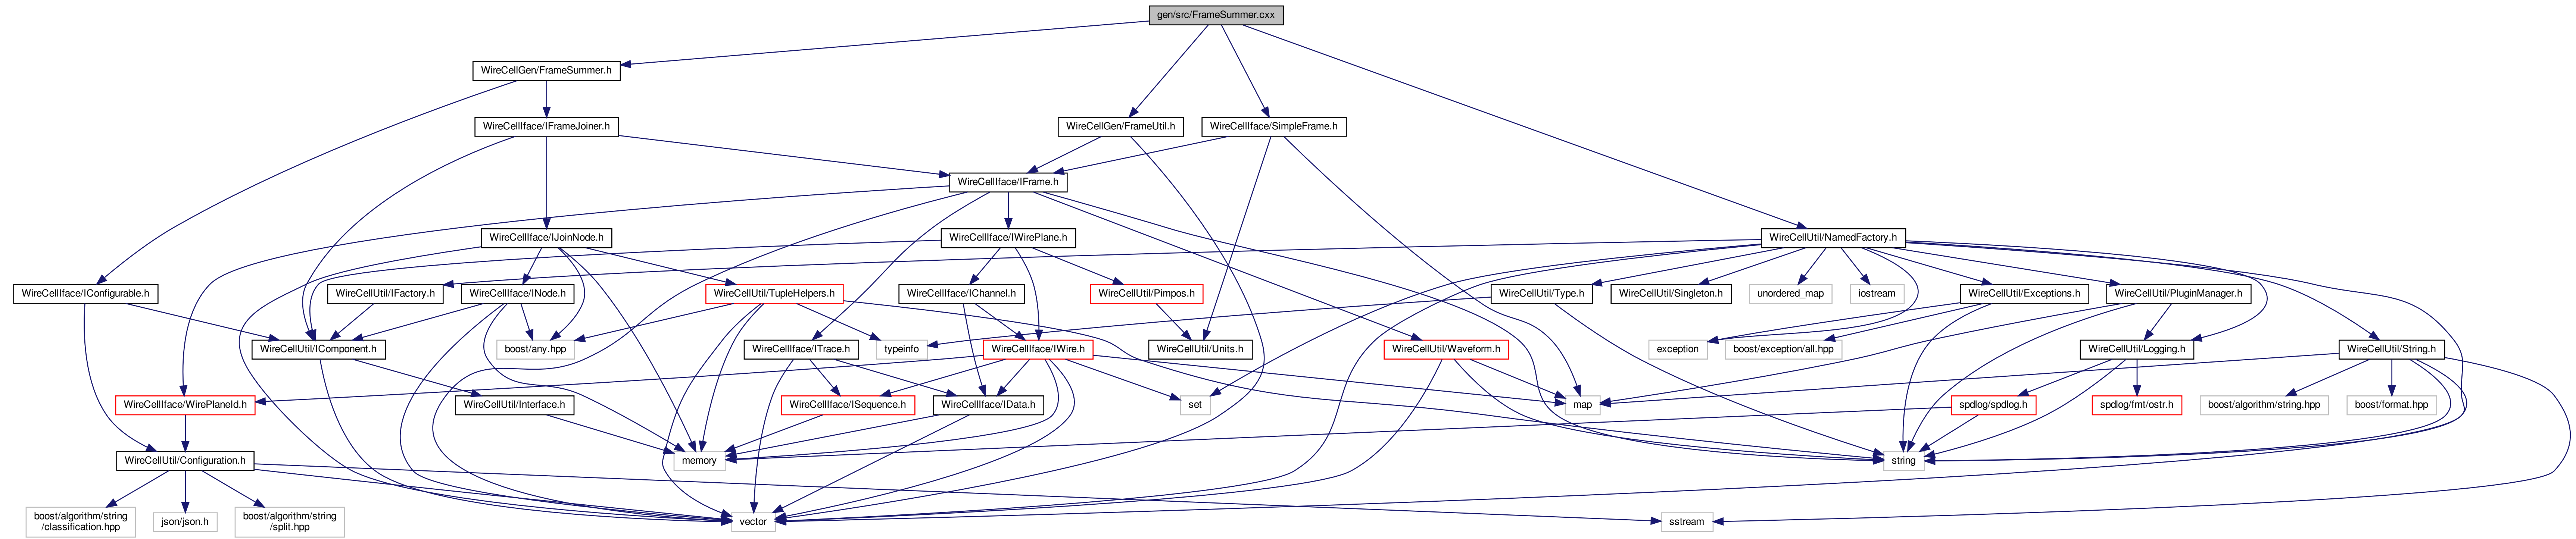 gen/src/FrameSummer.cxx
WireCellGen/FrameSummer.h
WireCellIface/IFrameJoiner.h
WireCellGen/FrameUtil.h
WireCellIface/SimpleFrame.h
WireCellIface/IFrame.h
WireCellIface/IJoinNode.h
WireCellIface/IWirePlane.h
WireCellUtil/NamedFactory.h
WireCellIface/IConfigurable.h
WireCellUtil/IFactory.h
WireCellIface/INode.h
WireCellUtil/TupleHelpers.h
WireCellIface/IChannel.h
WireCellUtil/Pimpos.h
WireCellUtil/Type.h
WireCellUtil/Singleton.h
unordered_map
iostream
WireCellUtil/Exceptions.h
WireCellUtil/PluginManager.h
WireCellUtil/IComponent.h
boost/any.hpp
WireCellIface/ITrace.h
typeinfo
WireCellIface/IWire.h
WireCellUtil/Units.h
WireCellUtil/Waveform.h
exception
boost/exception/all.hpp
WireCellUtil/Logging.h
WireCellUtil/String.h
WireCellIface/WirePlaneId.h
WireCellUtil/Interface.h
WireCellIface/ISequence.h
WireCellIface/IData.h
set
map
spdlog/spdlog.h
spdlog/fmt/ostr.h
boost/algorithm/string.hpp
boost/format.hpp
WireCellUtil/Configuration.h
memory
string
boost/algorithm/string
/classification.hpp
json/json.h
boost/algorithm/string
/split.hpp
vector
sstream